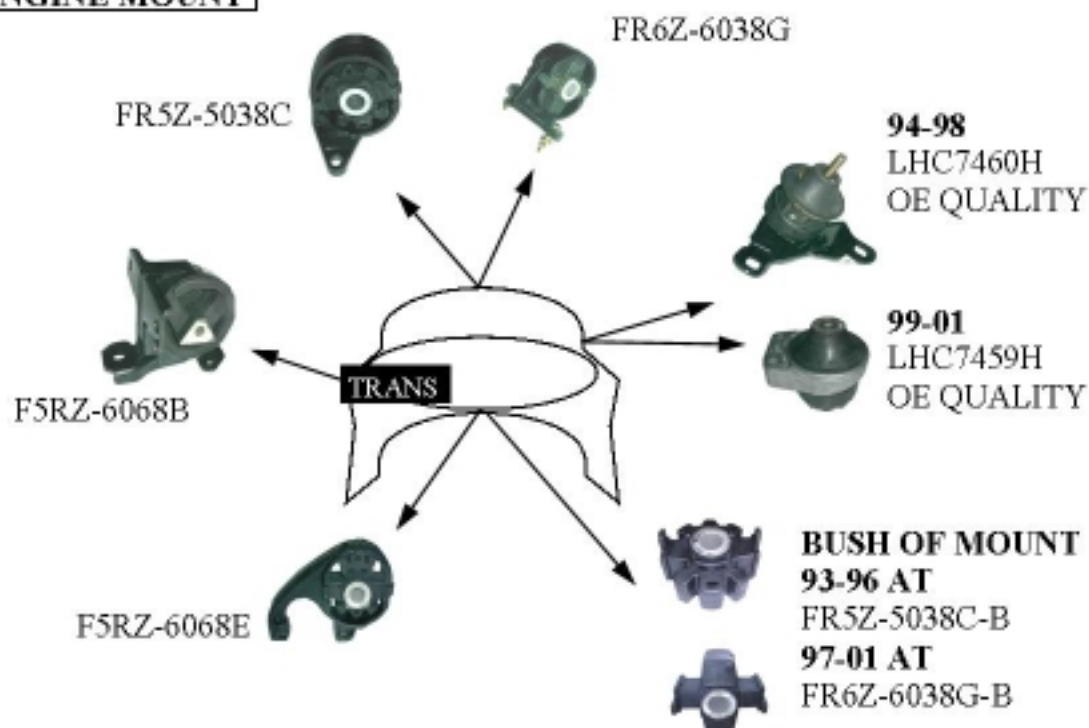 NGINE MOUNT
FR6Z-6038G
FR5Z-5038C
94-98
LHC7460H
OE QUALITY
99-01
LHC7459H
OE QUALITY
TRANS
F5RZ-6068B
BUSH OF MOUNT
93-96 AT
FR5Z-5038C-B
97-01 AT
FR6Z-6038G-B
F5RZ-6068E